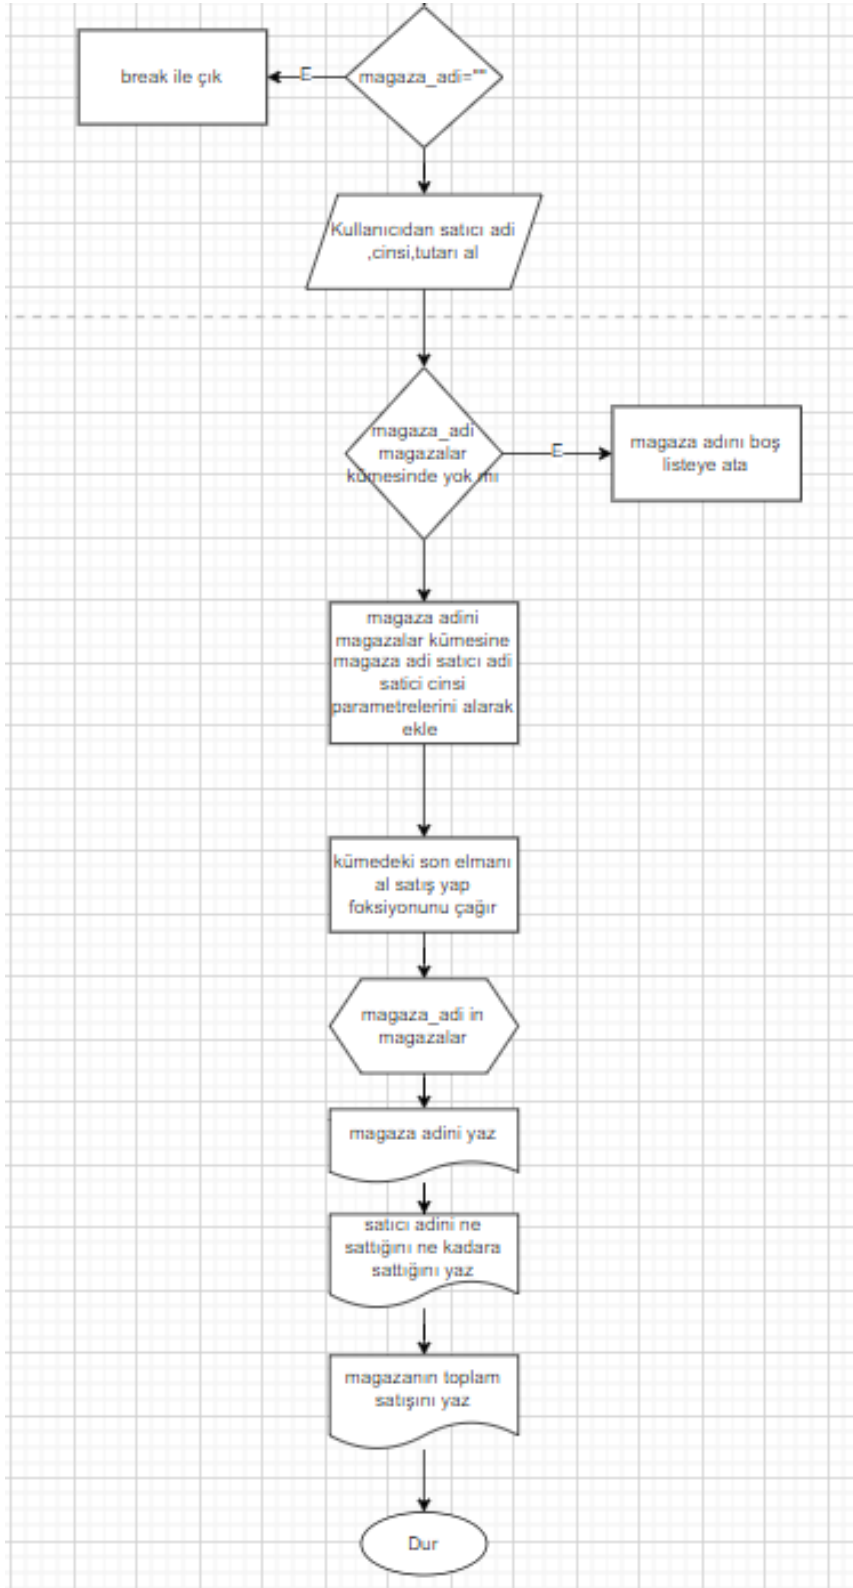 break ile çık
E
magaza_adi=""
Kullanıcıdan satıcı adi
,cinsi,tutarı al
magaza_adi
magazalar
kümesinde yok mı
E
magaza adını boş
listeye ata
magaza adini
magazalar kümesine
magaza adi satıcı adi
satici cinsi
parametrelerini alarak
ekle
kümedeki son elmanı
al satış yap
foksiyonunu çağır
magaza_adi in
magazalar
magaza adini yaz
satıcı adini ne
sattığını ne kadara
sattığını yaz
magazanın toplam
satışını yaz
Dur